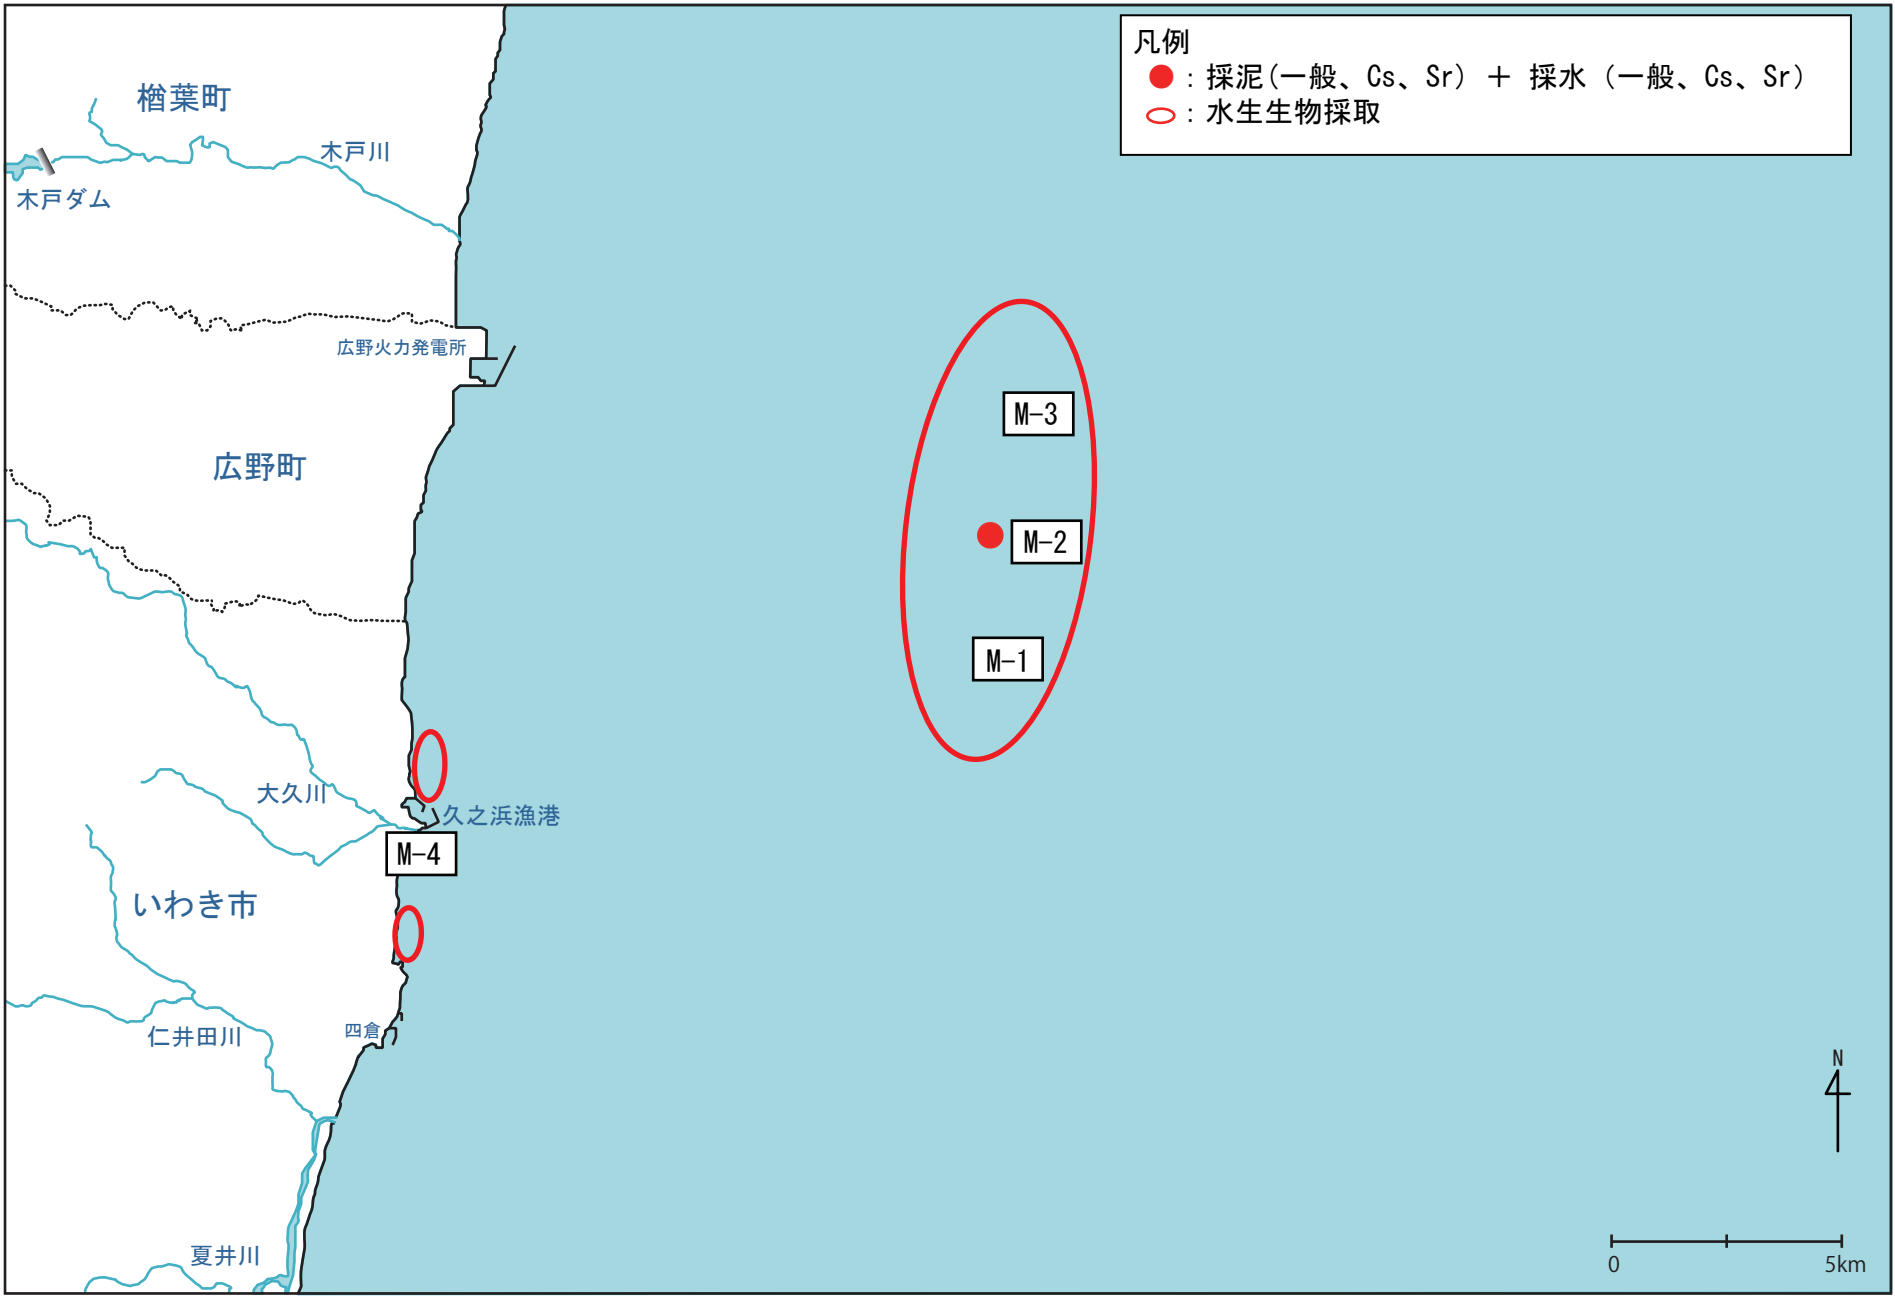 凡例
: 採泥(一般、Cs、Sr) + 採水 (一般、Cs、Sr)
: 水生生物採取
楢葉町
木戸川
木戸ダム
広野火力発電所
M-3
広野町
M-2
M-1
大久川
久之浜漁港
M-4
いわき市
仁井田川
四倉
N
夏井川
0
5km